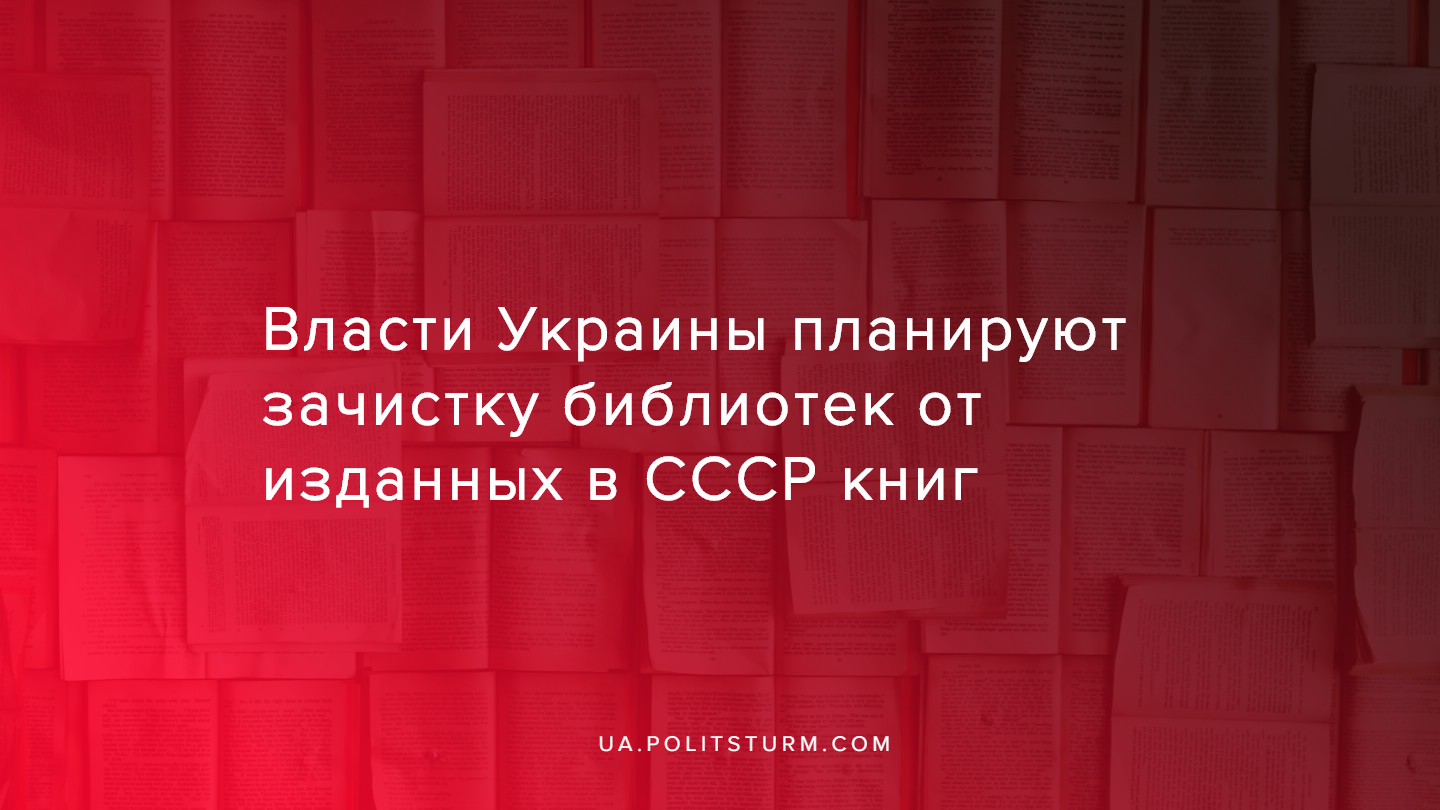 Власти Украины планируют
зачистку библиотек от
изданных в СССР книг
UA.POLITSTURM.COM